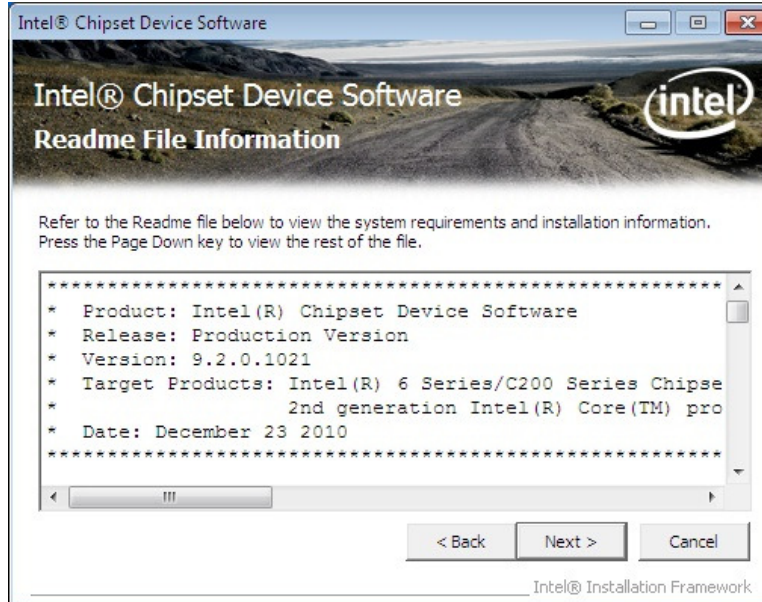 Intel® Chipset Device Software
Intel® Chipset Device Software
intel
Readme File Information
Refer to the Readme file below to view the system requirements and installation information.
Press the Page Down key to view the rest of the file.
************************************************************
* Product: Intel(R) Chipset Device Software
* Release: Production Version
* Version: 9.2.0.1021
* Target Products: Intel(R) 6 Series/C200 Series Chipse
* 2nd generation Intel(R) Core(TM) pro
* Date: December 23 2010
************************************************************
< Back Next > Cancel
Intel® Installation Framework